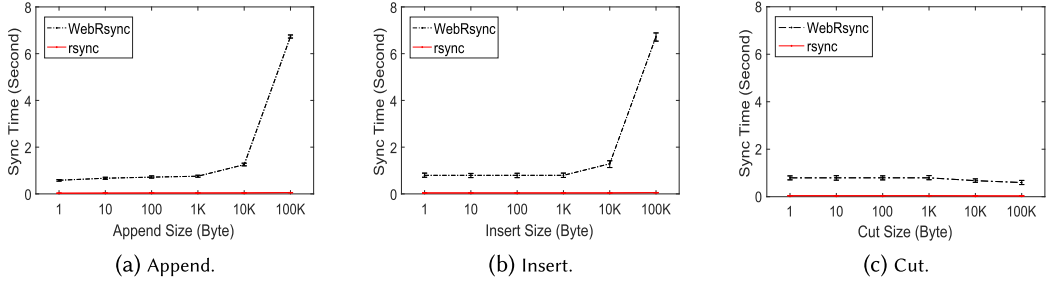 8
6
4
2
0
Sync Time (Second)
WebRsync
rsync
1 10 100 1K 10K 100K
Append Size (Byte)
(a) Append.
8
6
4
2
0
Sync Time (Second)
WebRsync
rsync
1 10 100 1K 10K 100K
Insert Size (Byte)
(b) Insert.
8
6
4
2
0
Sync Time (Second)
WebRsync
rsync
1 10 100 1K 10K 100K
Cut Size (Byte)
(c) Cut.